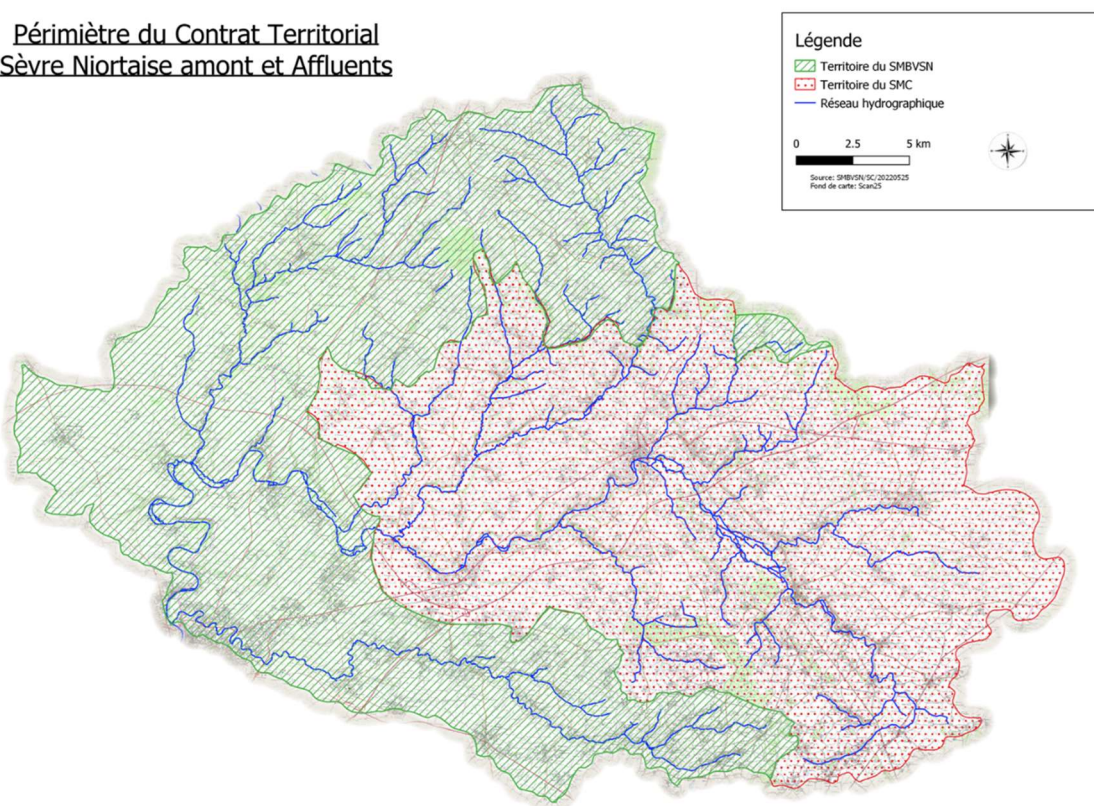 Périmiètre du Contrat Territorial
Sèvre Niortaise amont et Affluents
Légende
Territoire du SMBVSN
Territoire du SMC
Réseau hydrographique
0 2.5 5 km
Source: SMBVSN/SC/20220525
Fond de carte: Scan25